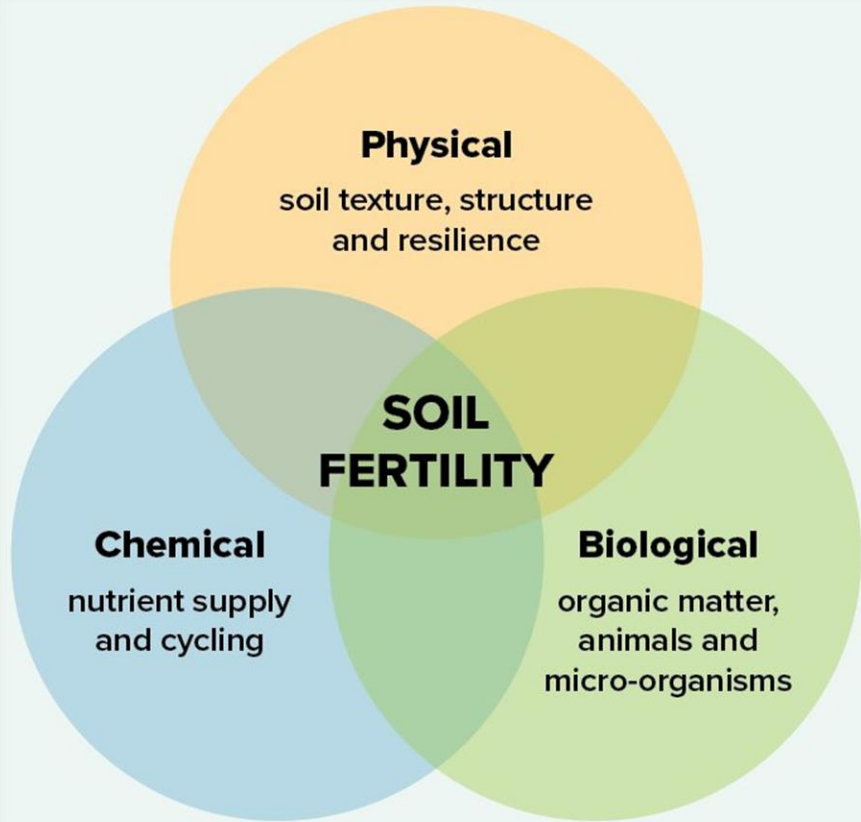 Physical
soil texture, structure
and resilience
SOIL
FERTILITY
Chemical
nutrient supply
and cycling
Biological
organic matter,
animals and
micro-organisms